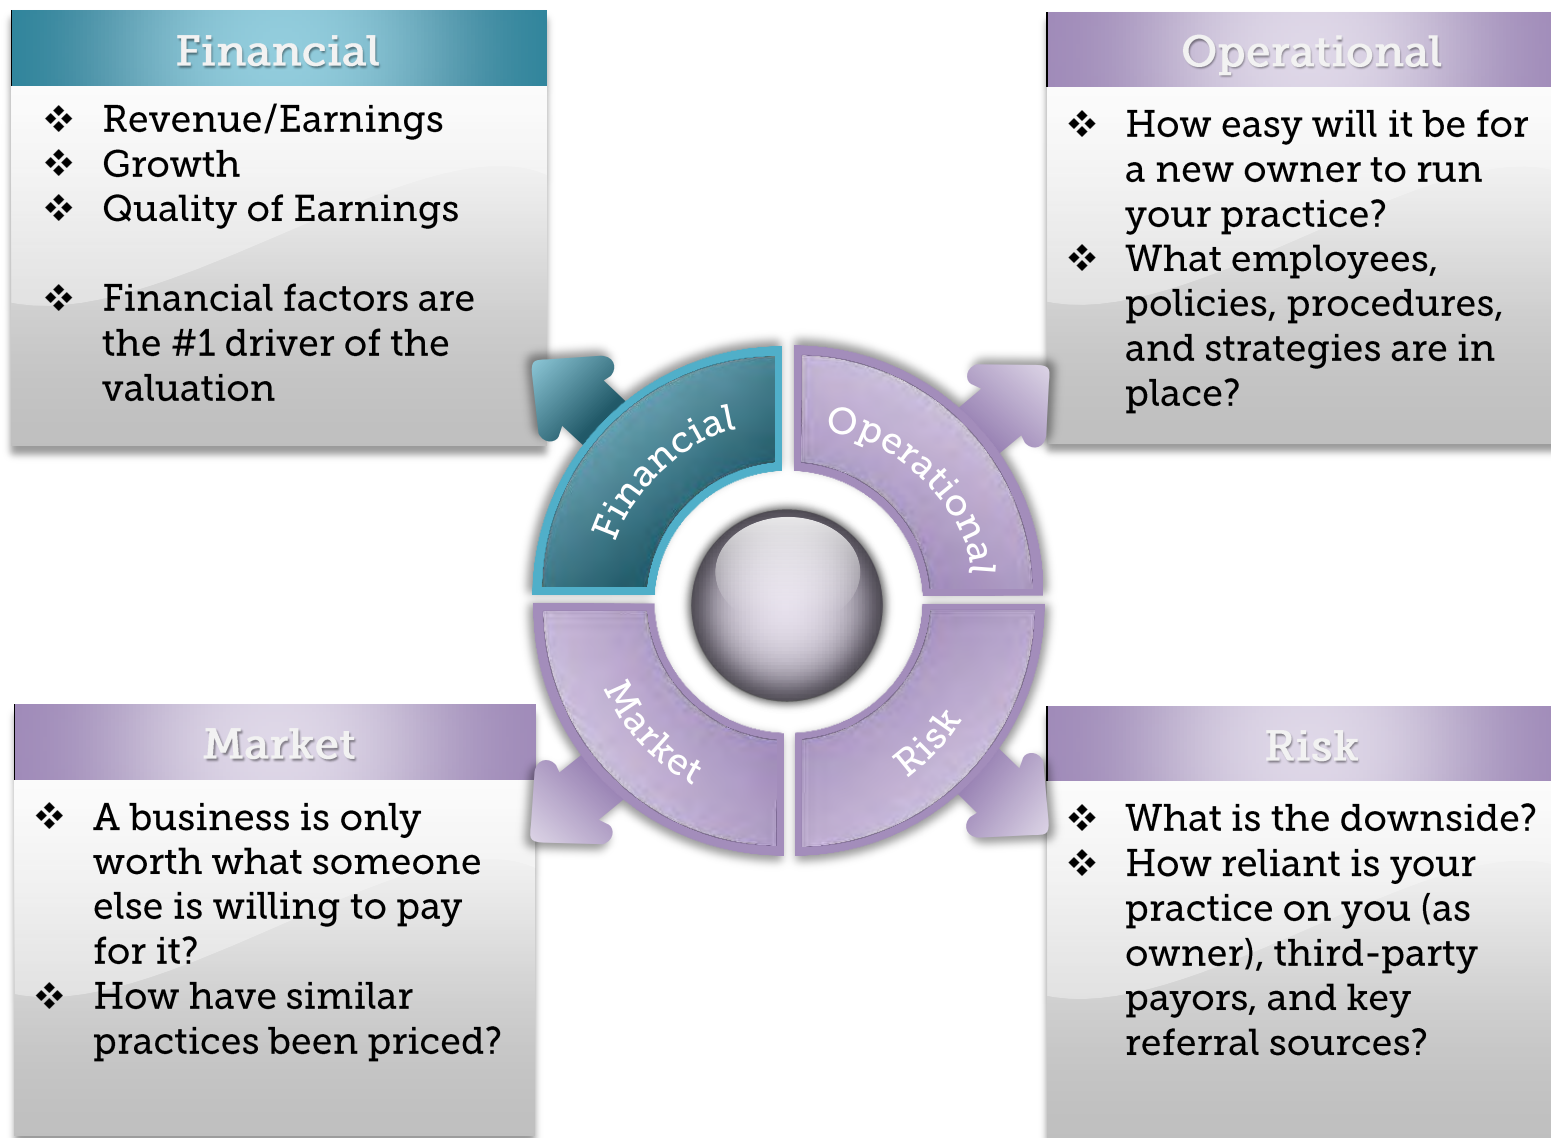 Financial
❖ Revenue/Earnings
❖ Growth
❖ Quality of Earnings
❖ Financial factors are
the #1 driver of the
valuation
Operational
❖ How easy will it be for
a new owner to run
your practice?
❖ What employees,
policies, procedures,
and strategies are in
place?
Financial
Operational
Market
Risk
Market
❖ A business is only
worth what someone
else is willing to pay
for it?
❖ How have similar
practices been priced?
Risk
❖ What is the downside?
❖ How reliant is your
practice on you (as
owner), third-party
payors, and key
referral sources?